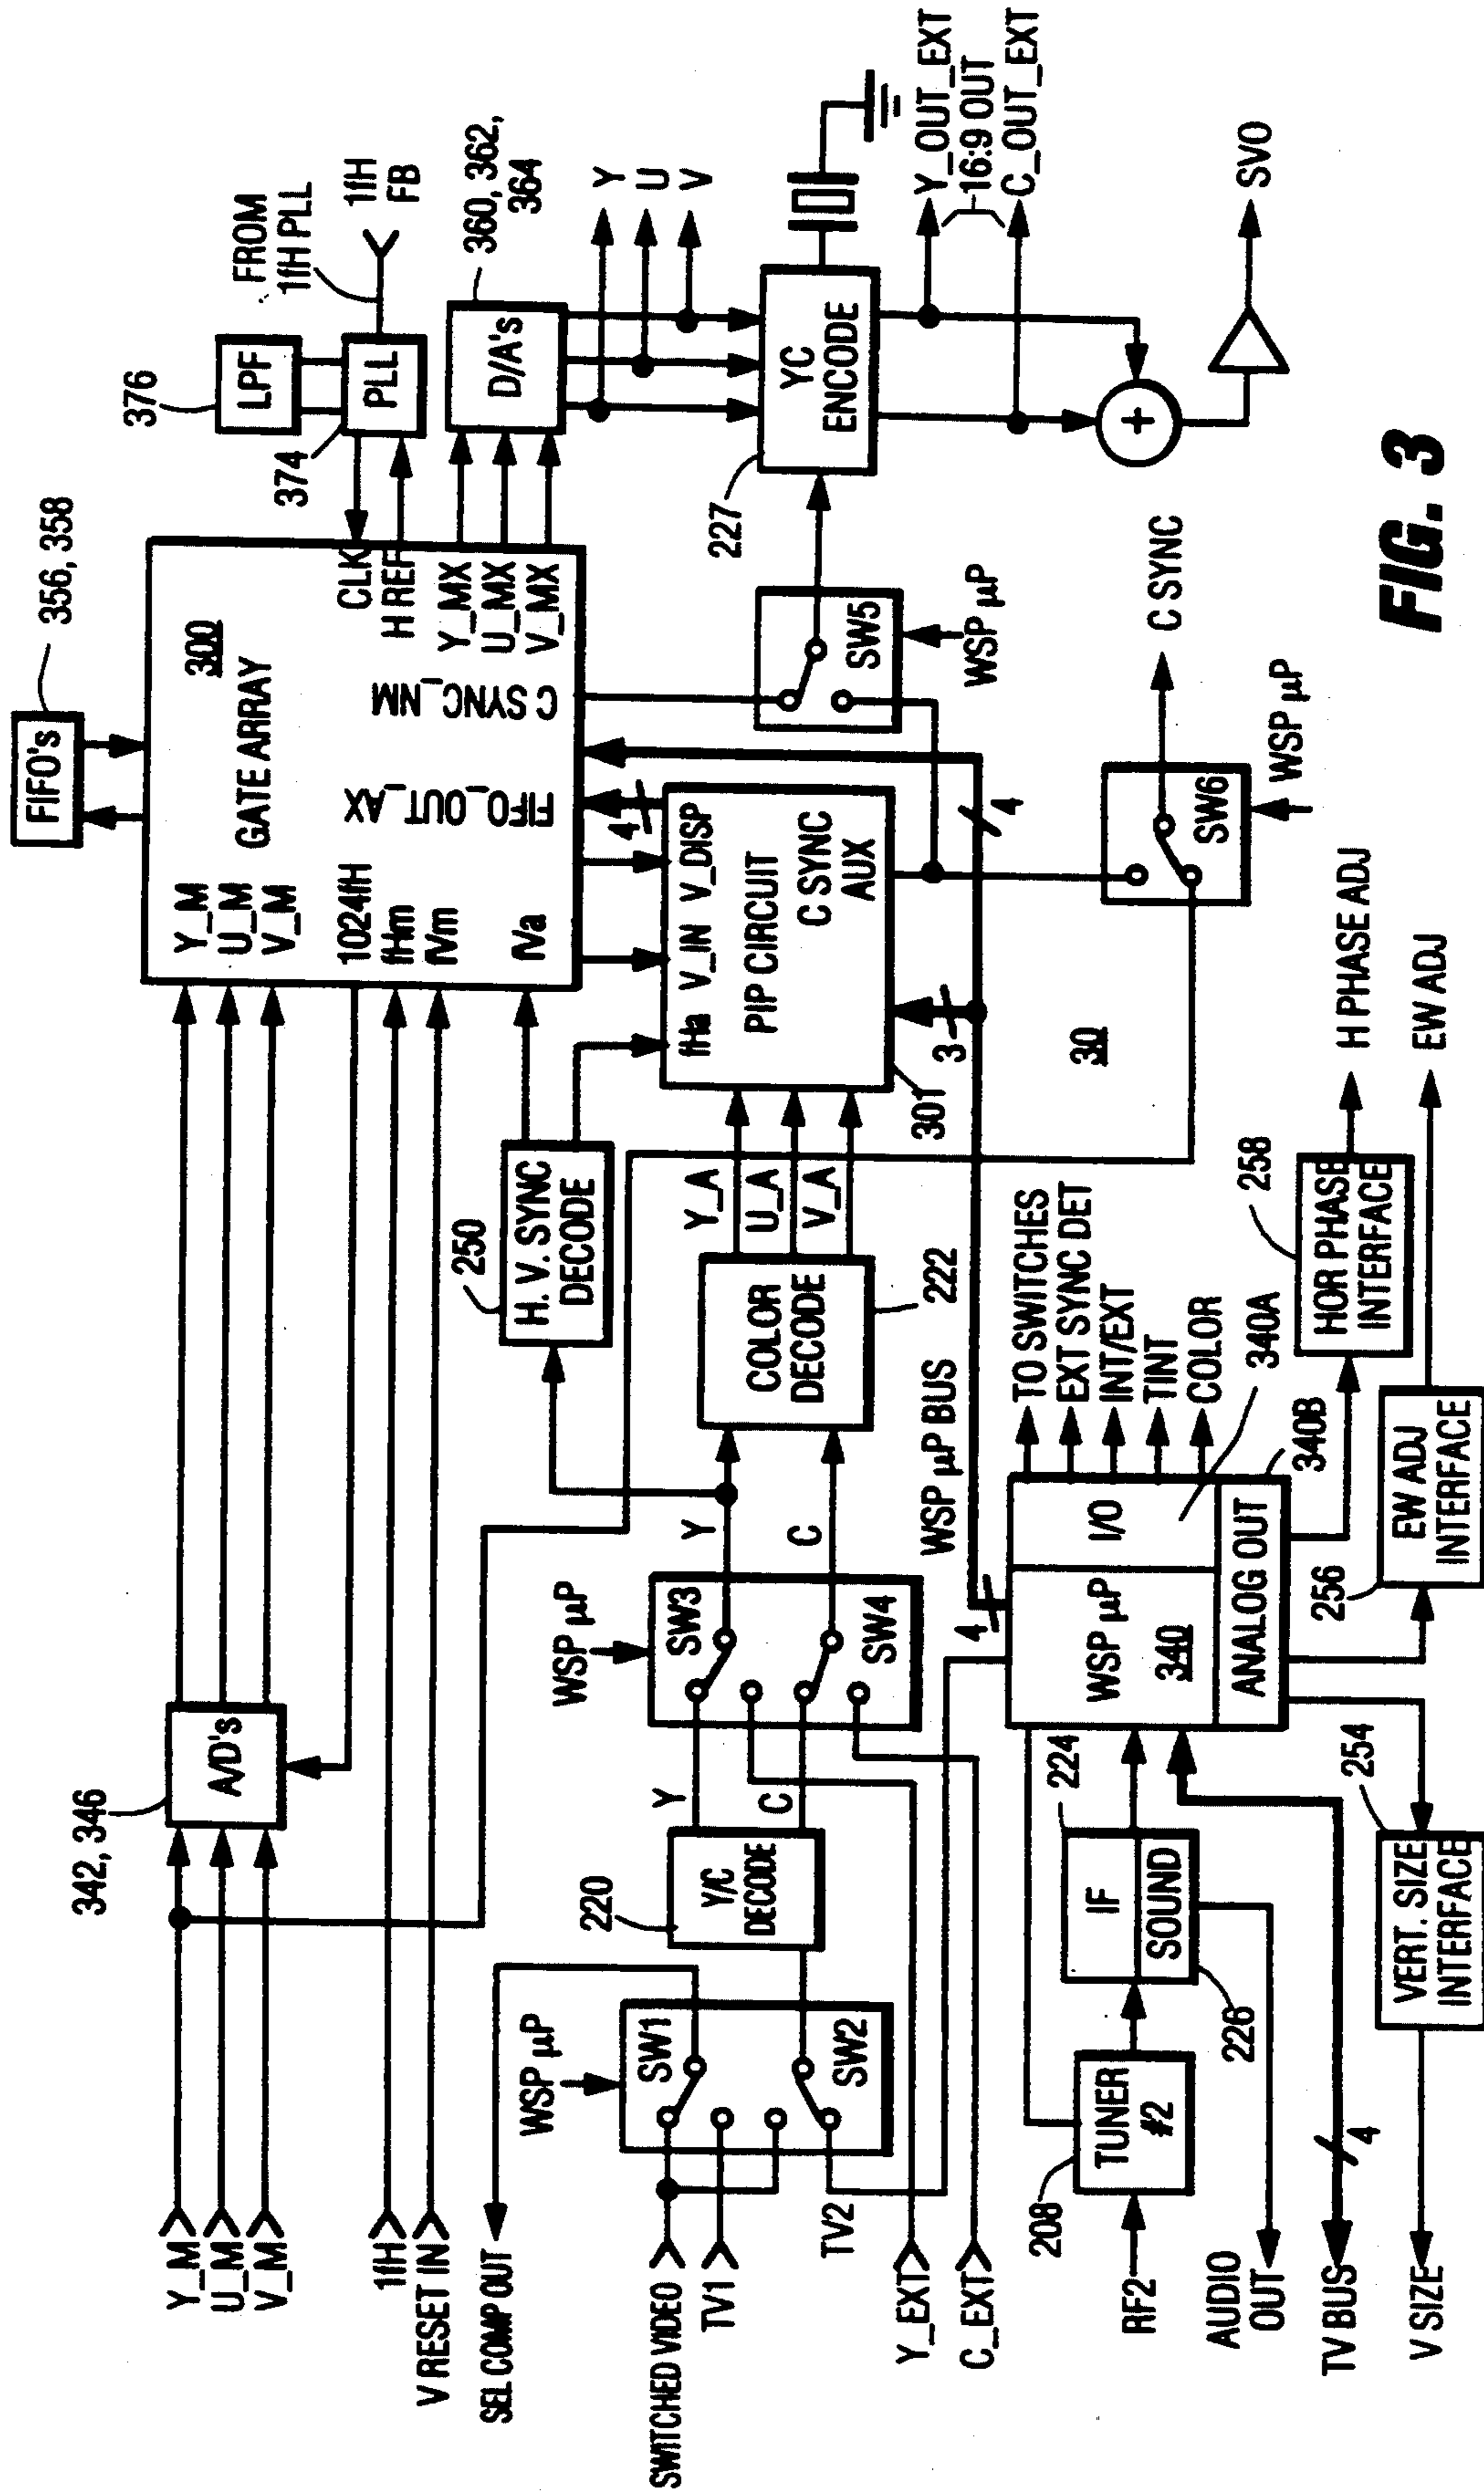 Y_M
U_M
V_M
1fH
V RESET IN
SEL COMP OUT
SWITCHED VIDEO
TV1
TV2
Y_EXT
C_EXT
RF2
AUDIO
OUT
TV BUS
V SIZE
342, 346
A/D's
WSP µP
SW1
SW2
220
Y/C
DECODE
Y
C
WSP µP
SW3
SW4
Y
C
208
TUNER
#2
224
IF
SOUND
226
4
254
VERT. SIZE
INTERFACE
WSP µP
340
I/O
ANALOG OUT
4
WSP µP BUS
TO SWITCHES
EXT SYNC DET
INT/EXT
TINT
COLOR
340A
340B
256
EW ADJ
INTERFACE
EW ADJ
258
HOR PHASE
INTERFACE
H PHASE ADJ
250
H. V. SYNC
DECODE
COLOR
DECODE
222
Y_A
U_A
V_A
356, 358
FIFO's
300
GATE ARRAY
Y_M
U_M
V_M
1024fH
fHm
fVm
fVa
FIFO_OUT_AX
C SYNC_NM
CLK
H REF
Y_MX
U_MX
V_MX
fHa
V_IN
V_DISP
PIP CIRCUIT
C SYNC
AUX
301
4
3
4
30
376
LPF
PLL
374
FROM
1fH PLL
1fH
FB
D/A's
360, 362,
364
Y
U
V
227
YC
ENCODE
SW5
WSP µP
SW6
WSP µP
C SYNC
Y_OUT_EXT
16:9 OUT
C_OUT_EXT
+
SVO
FIG. 3